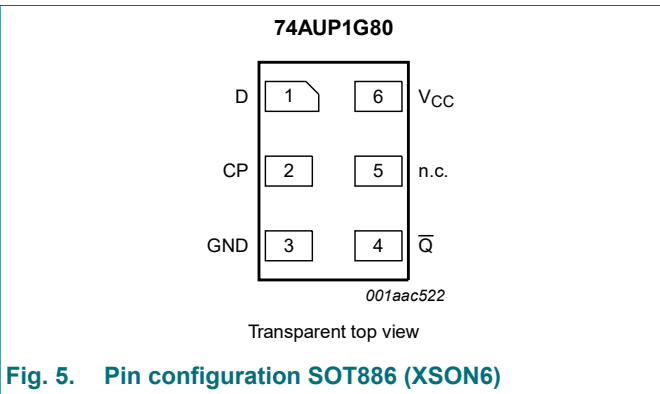 74AUP1G80
D 1 6 VCC
CP 2 5 n.c.
GND 3 4 Q̅
001aac522
Transparent top view
Fig. 5. Pin configuration SOT886 (XSON6)